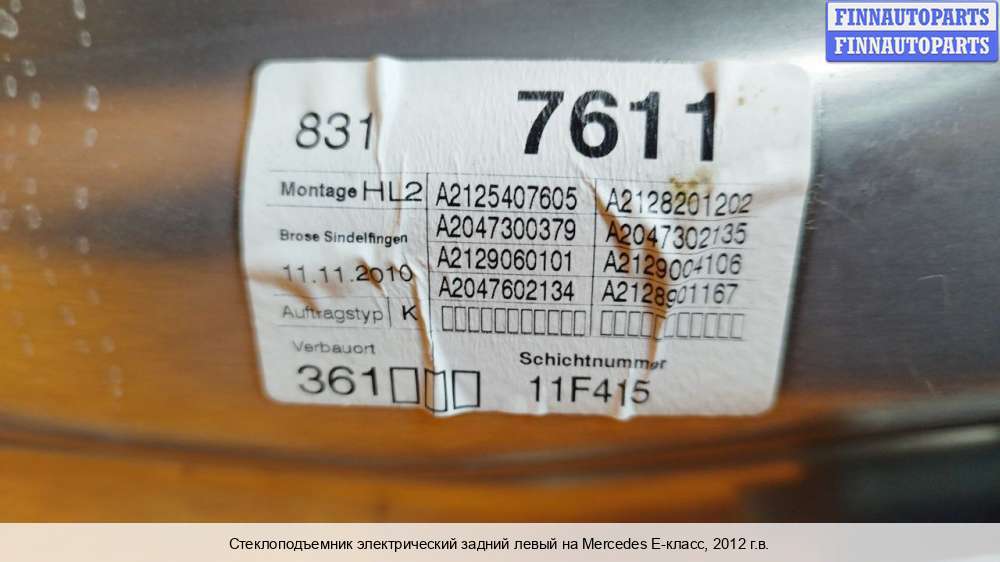 FINNAUTOPARTS
FINNAUTOPARTS
831 7611
Montage HL2 A2125407605 A2128201202
Brose Sindelfingen A2047300379 A2047302135
11.11.2010 A2129060101 A2129004106
A2047602134 A2128901167
Auftragstyp K
Verbauort Schichtnummer
361 11F415
Стеклоподъемник электрический задний левый на Mercedes E-класс, 2012 г.в.